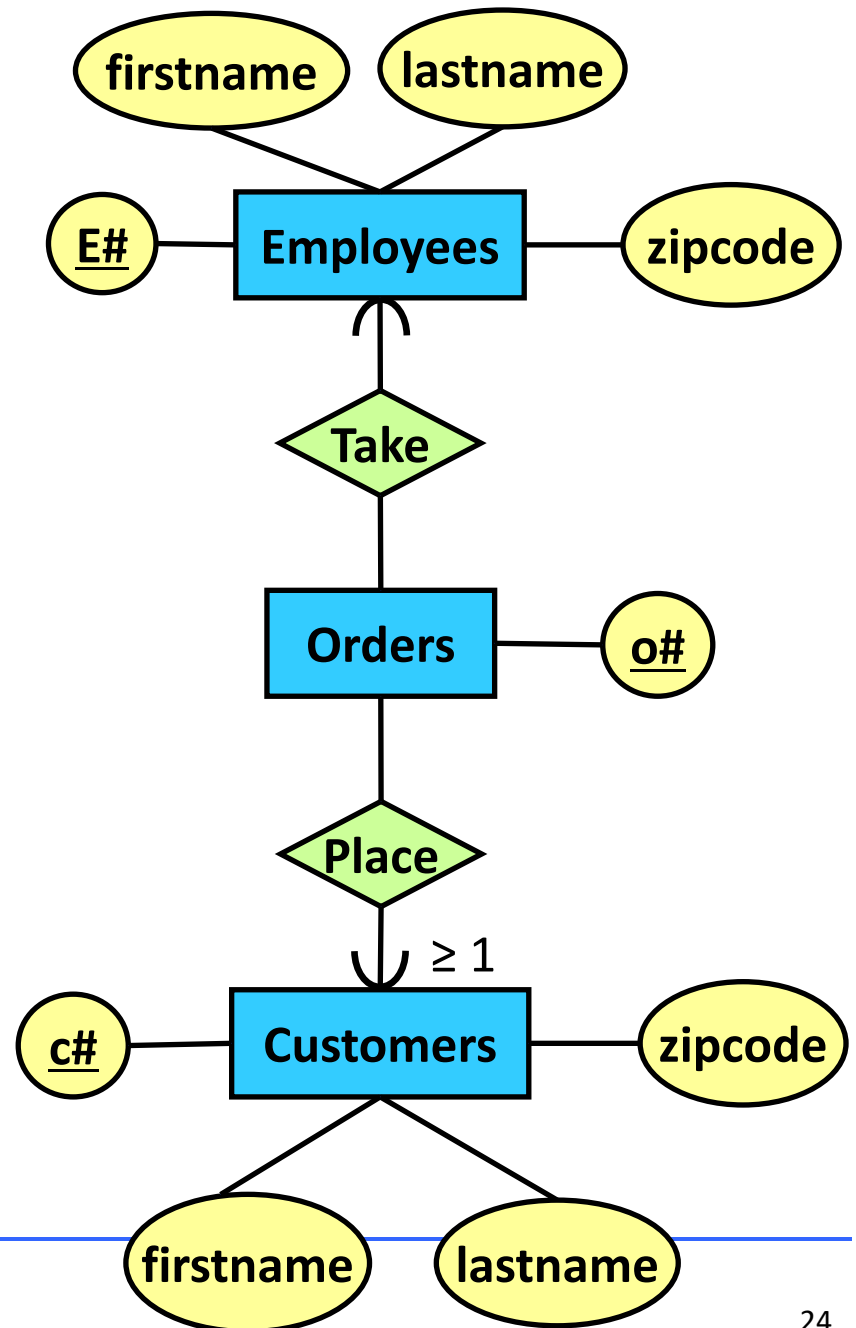 firstname lastname
E# Employees zipcode
Take
Orders o#
Place
≥ 1
c# Customers zipcode
firstname lastname
24